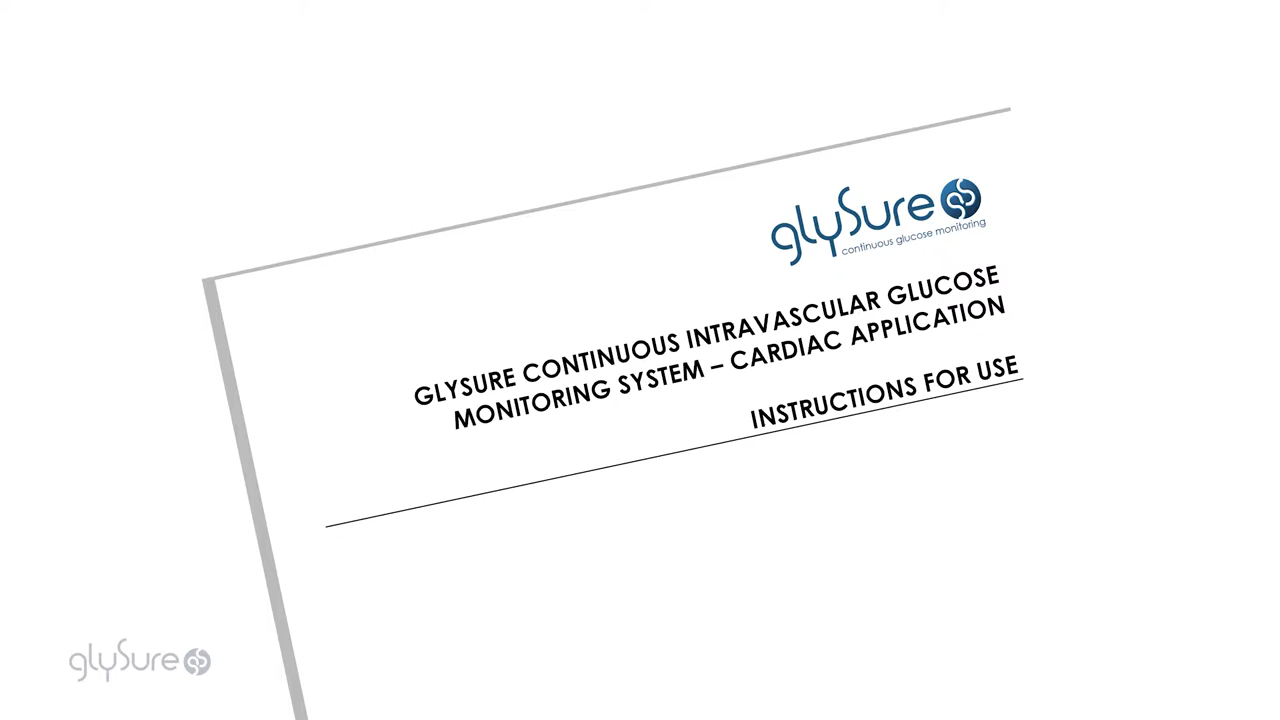 glySure
continuous glucose monitoring
GLYSURE CONTINUOUS INTRAVASCULAR GLUCOSE
MONITORING SYSTEM – CARDIAC APPLICATION
INSTRUCTIONS FOR USE
glySure